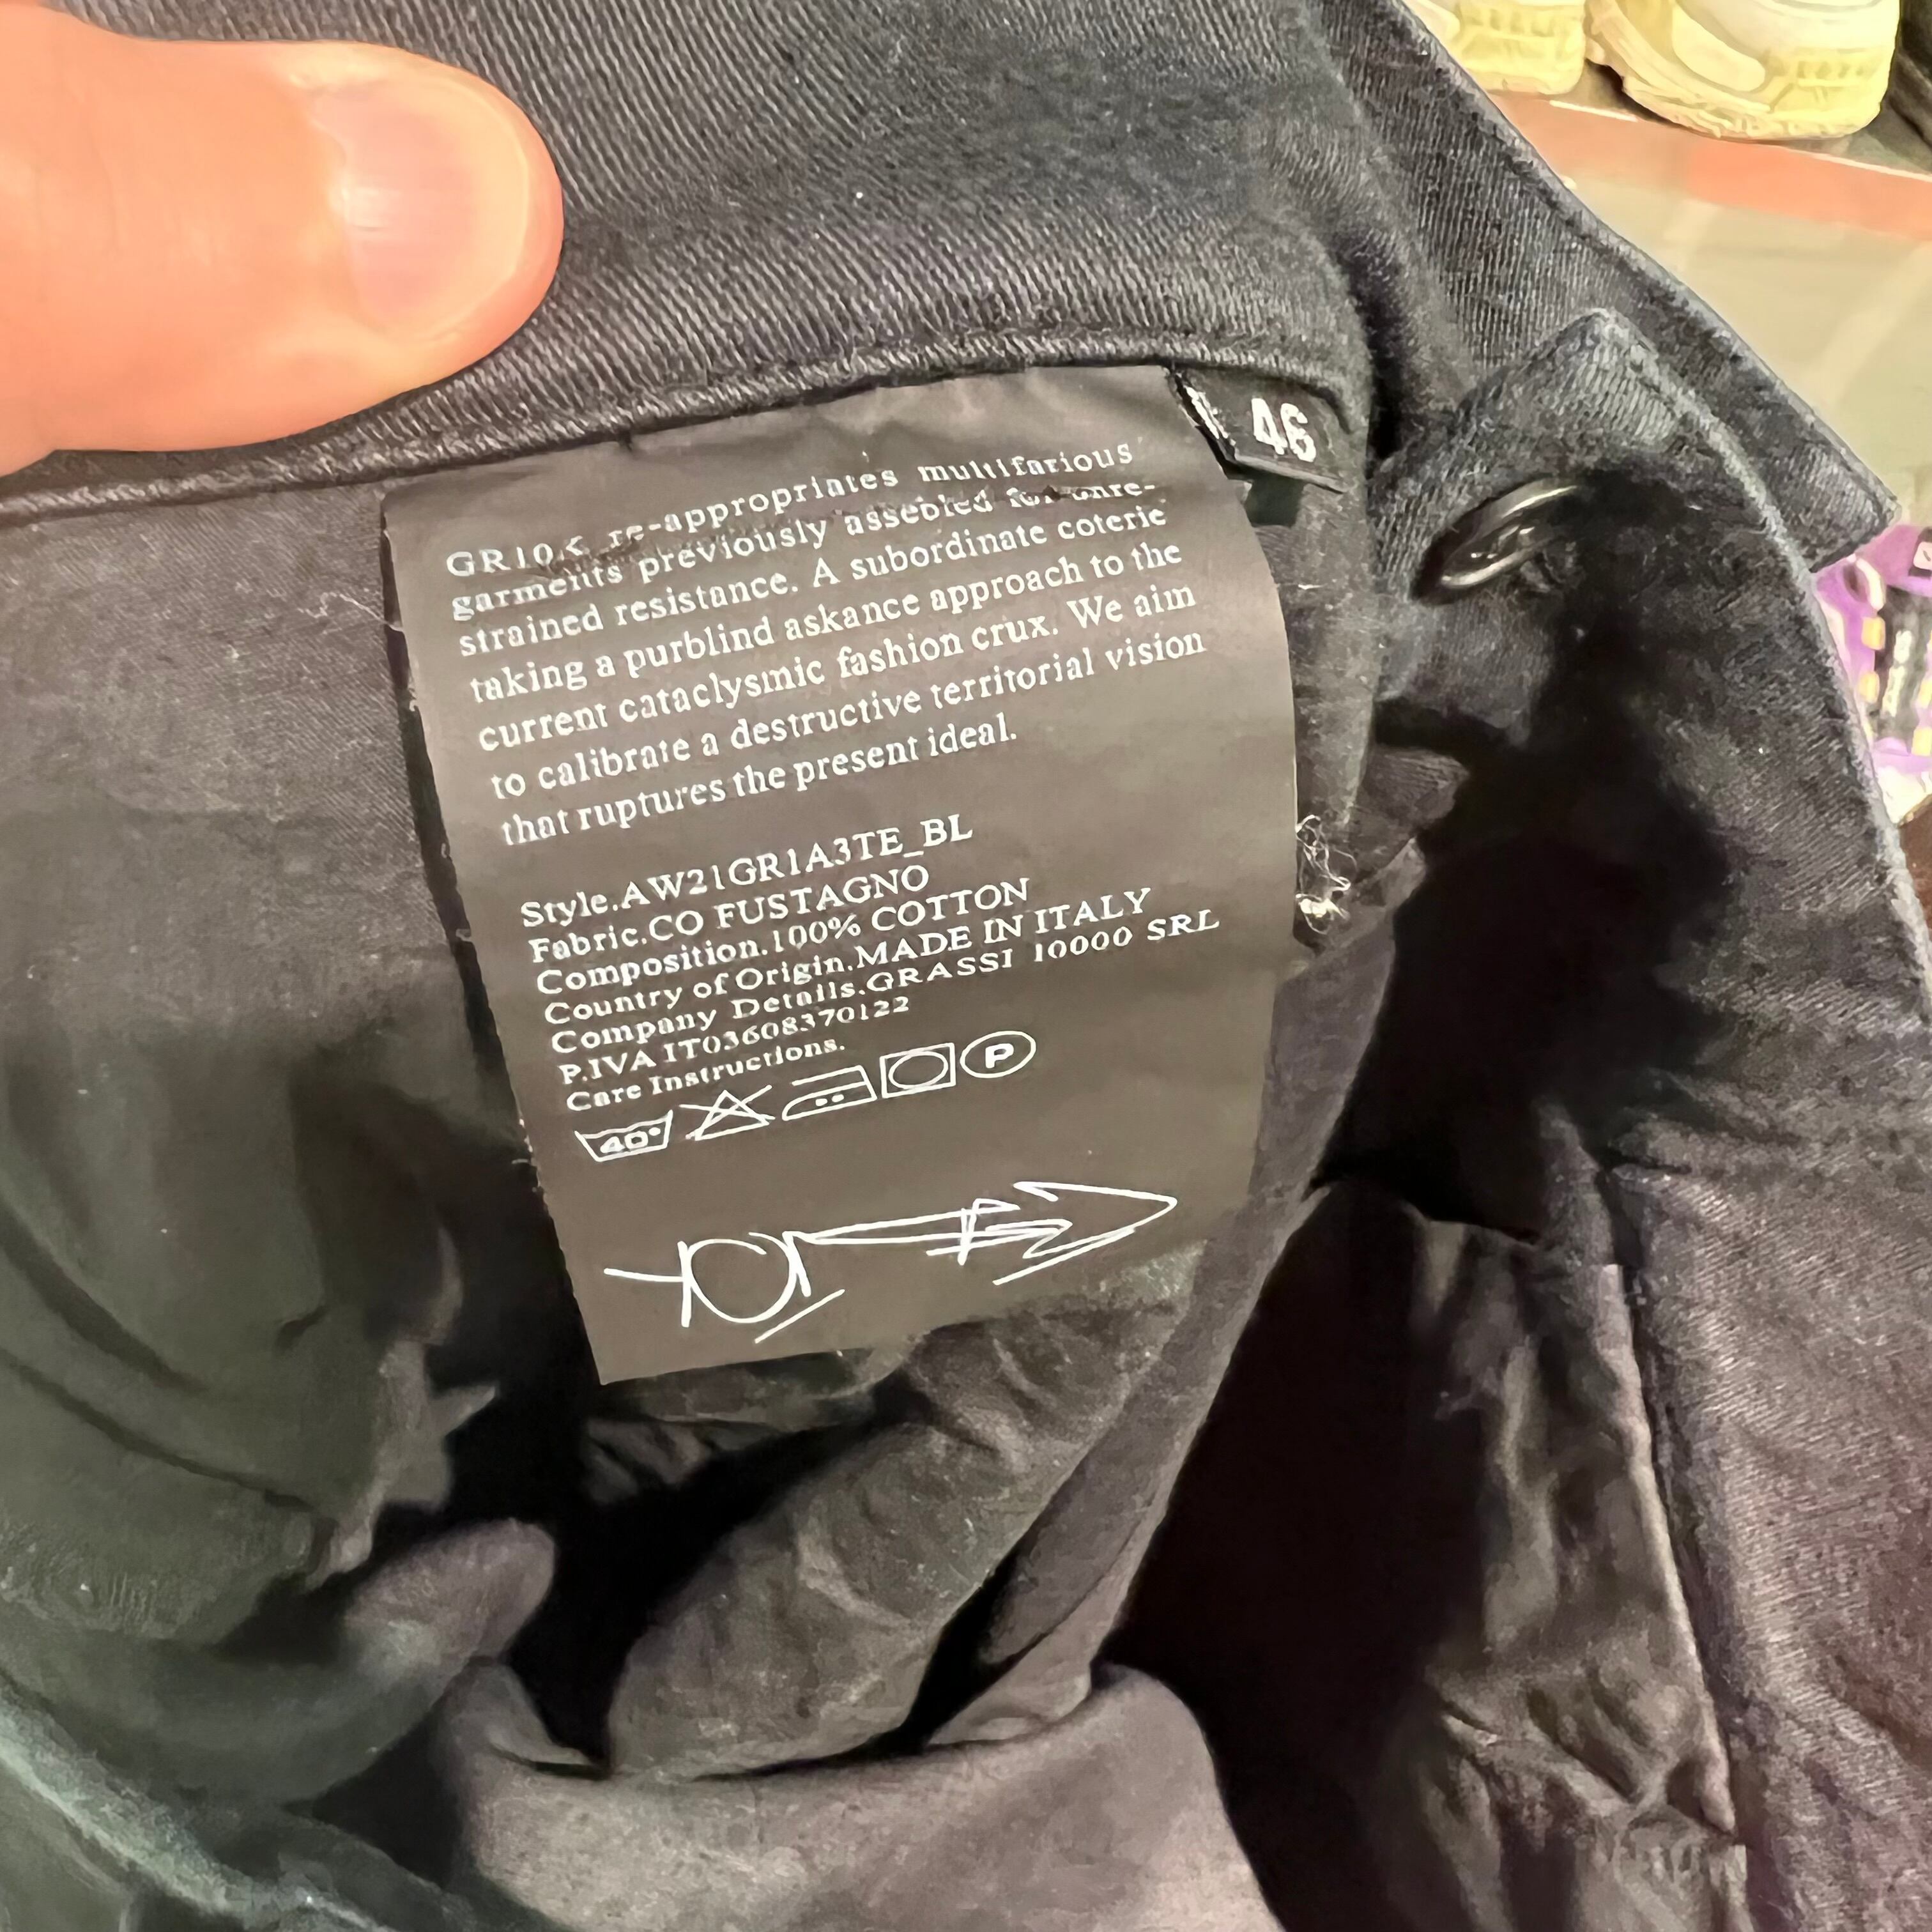 46
GR10K re-appropriates multifarious
garments previously assebled for unre-
strained resistance. A subordinate coterie
taking a purblind askance approach to the
current cataclysmic fashion crux. We aim
to calibrate a destructive territorial vision
that ruptures the present ideal.
Style.AW21GR1A3TE_BL
Fabric.CO FUSTAGNO
Composition.100% COTTON
Country of Origin.MADE IN ITALY
Company Details.GRASSI 10000 SRL
P.IVA IT03608370122
Care Instructions.
40° P